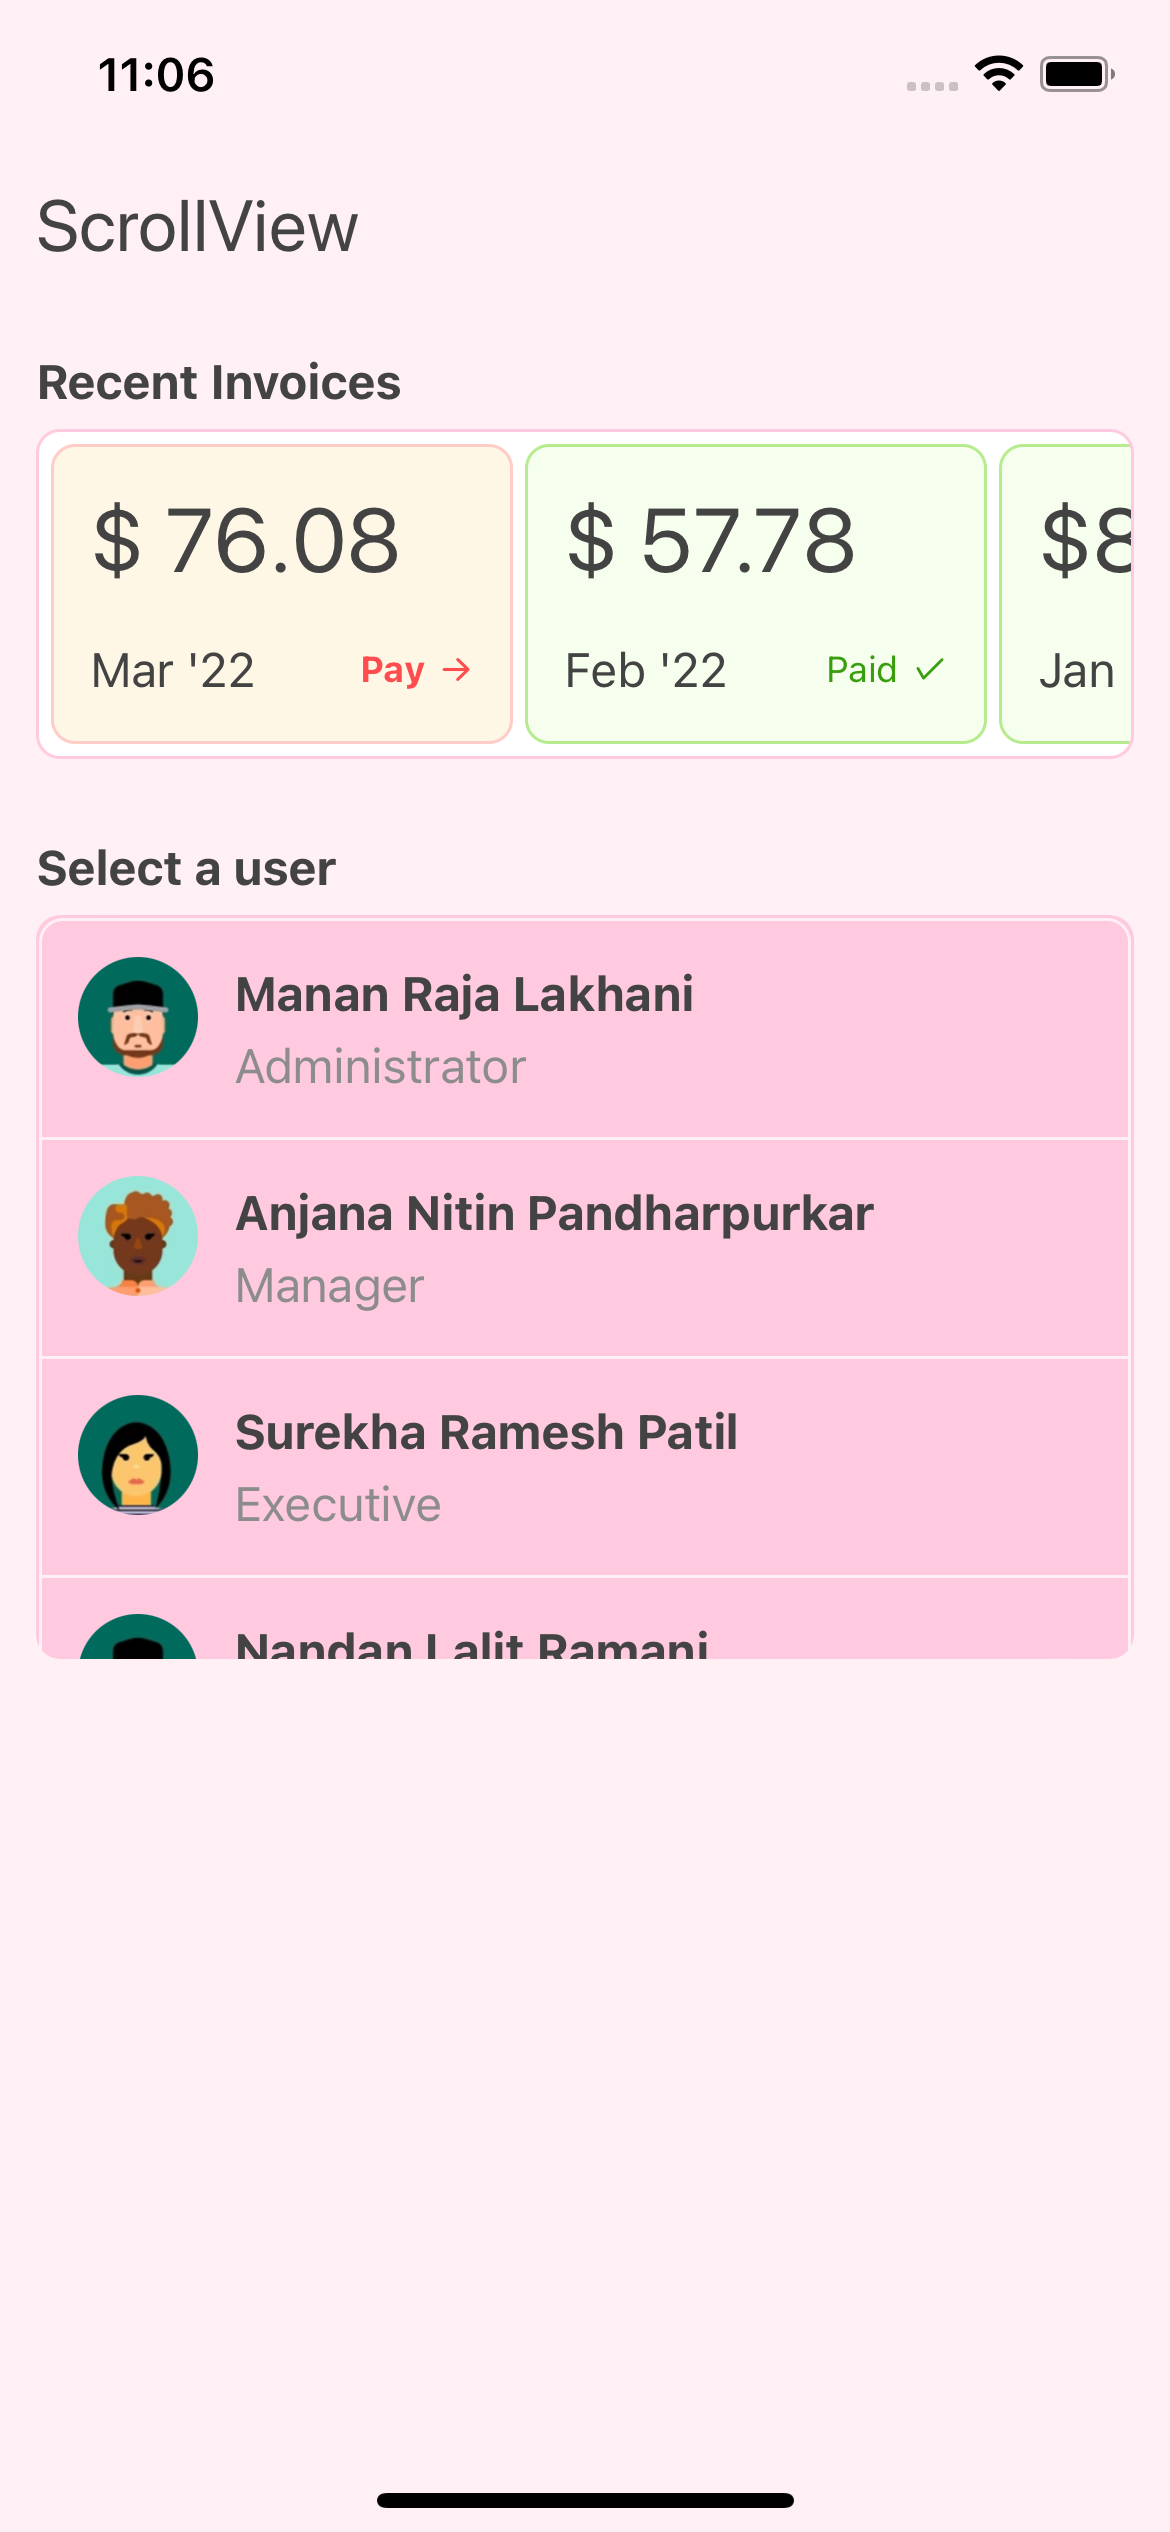 11:06
ScrollView
Recent Invoices
$ 76.08
Mar '22
Pay →
$ 57.78
Feb '22
Paid ✓
$8
Jan
Select a user
Manan Raja Lakhani
Administrator
Anjana Nitin Pandharpurkar
Manager
Surekha Ramesh Patil
Executive
Nandan Lalit Ramani